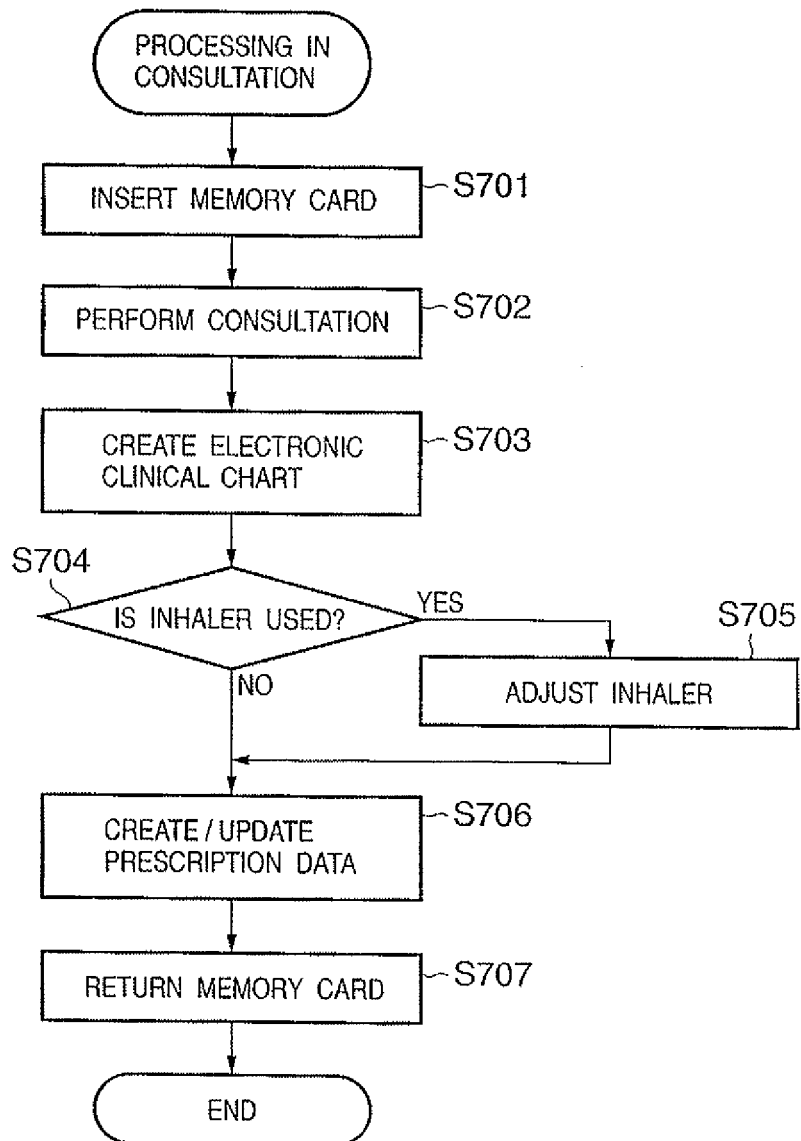 PROCESSING IN
CONSULTATION
INSERT MEMORY CARD
S701
PERFORM CONSULTATION
S702
CREATE ELECTRONIC
CLINICAL CHART
S703
S704
IS INHALER USED?
YES
NO
S705
ADJUST INHALER
CREATE / UPDATE
PRESCRIPTION DATA
S706
RETURN MEMORY CARD
S707
END